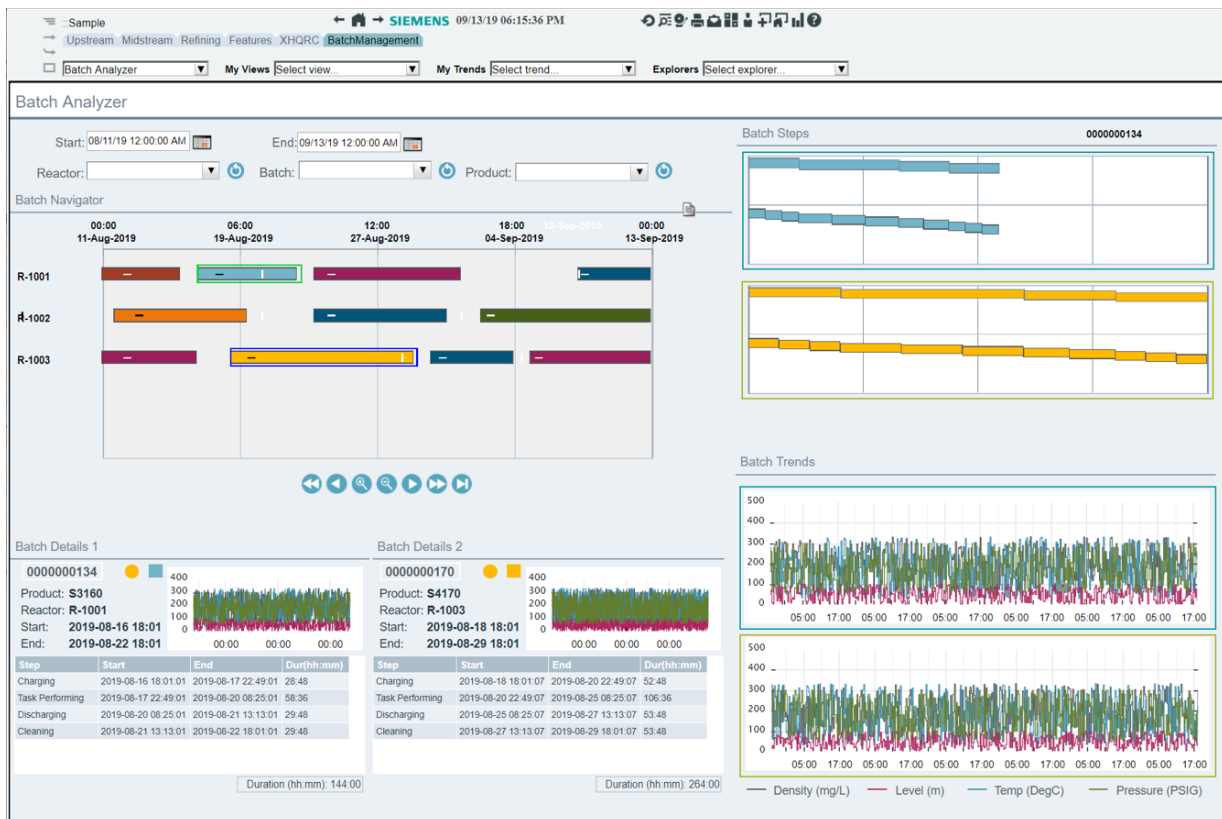 ::Sample
SIEMENS 09/13/19 06:15:36 PM
Upstream Midstream Refining Features XHQRC BatchManagement
Batch Analyzer My Views Select view... My Trends Select trend... Explorers Select explorer...
Batch Analyzer
Start: 08/11/19 12:00:00 AM End: 09/13/19 12:00:00 AM
Reactor: Batch: Product:
Batch Navigator
00:00 06:00 12:00 18:00 13-Sep-2019 00:00
11-Aug-2019 19-Aug-2019 27-Aug-2019 04-Sep-2019 13-Sep-2019
R-1001
R-1002
R-1003
Batch Steps 0000000134
Batch Trends
500
400
300
200
100
0
05:00 17:00 05:00 17:00 05:00 17:00 05:00 17:00 05:00 17:00 05:00 17:00
500
400
300
200
100
0
05:00 17:00 05:00 17:00 05:00 17:00 05:00 17:00 05:00 17:00 05:00 17:00
Density (mg/L) Level (m) Temp (DegC) Pressure (PSIG)
Batch Details 1
0000000134
Product: S3160
Reactor: R-1001
Start: 2019-08-16 18:01
End: 2019-08-22 18:01
400
300
200
100
0
00:00 00:00 00:00
Step Start End Dur(hh:mm)
Charging 2019-08-16 18:01:01 2019-08-17 22:49:01 28:48
Task Performing 2019-08-17 22:49:01 2019-08-20 08:25:01 58:36
Discharging 2019-08-20 08:25:01 2019-08-21 13:13:01 29:48
Cleaning 2019-08-21 13:13:01 2019-08-22 18:01:01 29:48
Duration (hh:mm): 144:00
Batch Details 2
0000000170
Product: S4170
Reactor: R-1003
Start: 2019-08-18 18:01
End: 2019-08-29 18:01
400
300
200
100
0
00:00 00:00 00:00
Step Start End Dur(hh:mm)
Charging 2019-08-18 18:01:07 2019-08-20 22:49:07 52:48
Task Performing 2019-08-20 22:49:07 2019-08-25 08:25:07 106:36
Discharging 2019-08-25 08:25:07 2019-08-27 13:13:07 53:48
Cleaning 2019-08-27 13:13:07 2019-08-29 18:01:07 53:48
Duration (hh:mm): 264:00